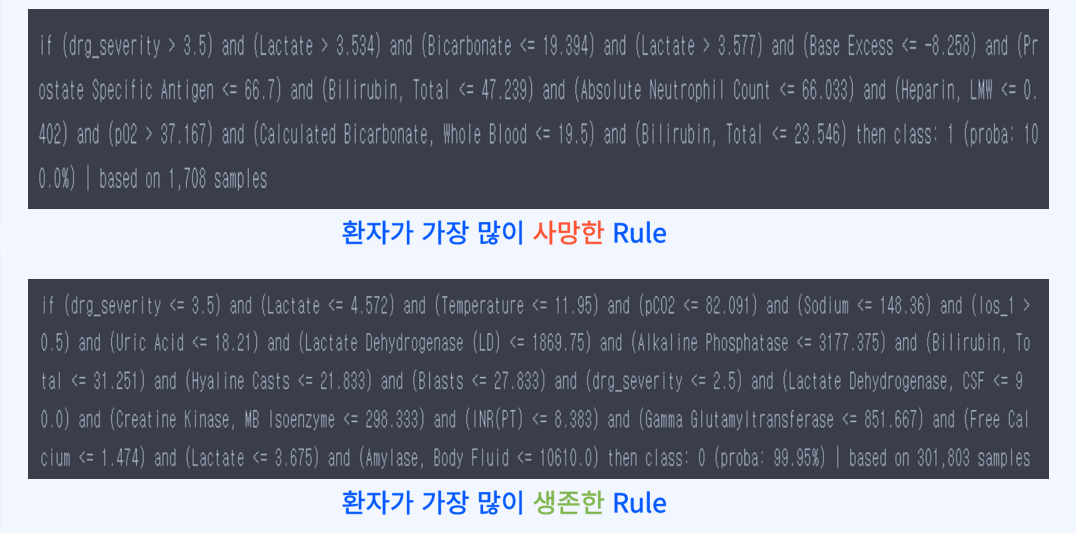 if (drg_severity > 3.5) and (Lactate > 3.534) and (Bicarbonate <= 19.394) and (Lactate > 3.577) and (Base Excess <= -8.258) and (Pr
ostate Specific Antigen <= 66.7) and (Bilirubin, Total <= 47.239) and (Absolute Neutrophil Count <= 66.033) and (Heparin, LMW <= 0.
402) and (pO2 > 37.167) and (Calculated Bicarbonate, Whole Blood <= 19.5) and (Bilirubin, Total <= 23.546) then class: 1 (proba: 10
0.0%) | based on 1,708 samples
환자가 가장 많이 사망한 Rule
if (drg_severity <= 3.5) and (Lactate <= 4.572) and (Temperature <= 11.95) and (pCO2 <= 82.091) and (Sodium <= 148.36) and (los_1 >
0.5) and (Uric Acid <= 18.21) and (Lactate Dehydrogenase (LD) <= 1869.75) and (Alkaline Phosphatase <= 3177.375) and (Bilirubin, To
tal <= 31.251) and (Hyaline Casts <= 21.833) and (Blasts <= 27.833) and (drg_severity <= 2.5) and (Lactate Dehydrogenase, CSF <= 9
0.0) and (Creatine Kinase, MB Isoenzyme <= 298.333) and (INR(PT) <= 8.383) and (Gamma Glutamyltransferase <= 851.667) and (Free Cal
cium <= 1.474) and (Lactate <= 3.675) and (Amylase, Body Fluid <= 10610.0) then class: 0 (proba: 99.95%) | based on 301,803 samples
환자가 가장 많이 생존한 Rule